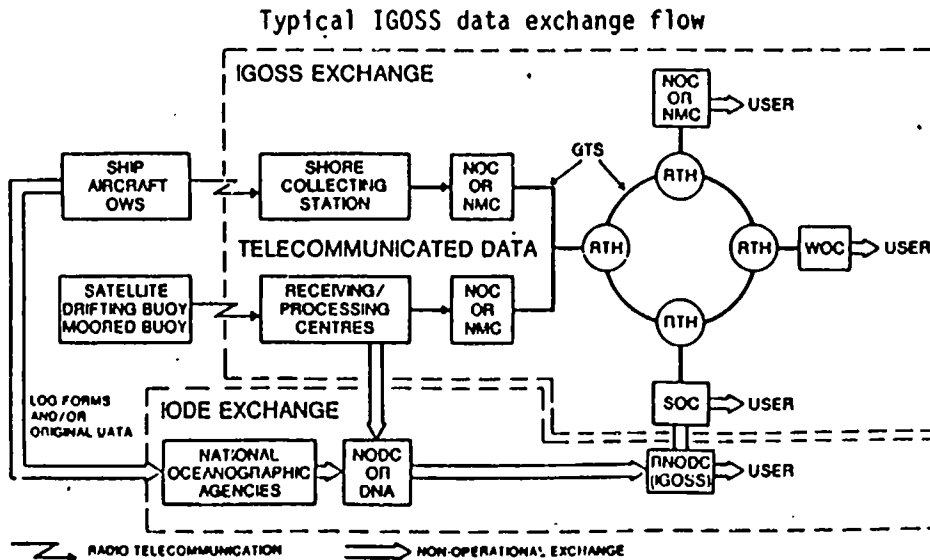 Typical IGOSS data exchange flow
IGOSS EXCHANGE
NOC
OR
NMC
USER
SHIP
AIRCRAFT
OWS
SHORE
COLLECTING
STATION
NOC
OR
NMC
GTS
RTH
TELECOMMUNICATED DATA
RTH
RTH
WOC
USER
SATELLITE
DRIFTING BUOY
MOORED BUOY
RECEIVING/
PROCESSING
CENTRES
NOC
OR
NMC
RTH
LOG FORMS
AND/OR
ORIGINAL DATA
IODE EXCHANGE
SOC
USER
NATIONAL
OCEANOGRAPHIC
AGENCIES
NODC
OR
DNA
RNODC
(IGOSS)
USER
RADIO TELECOMMUNICATION
NON-OPERATIONAL EXCHANGE